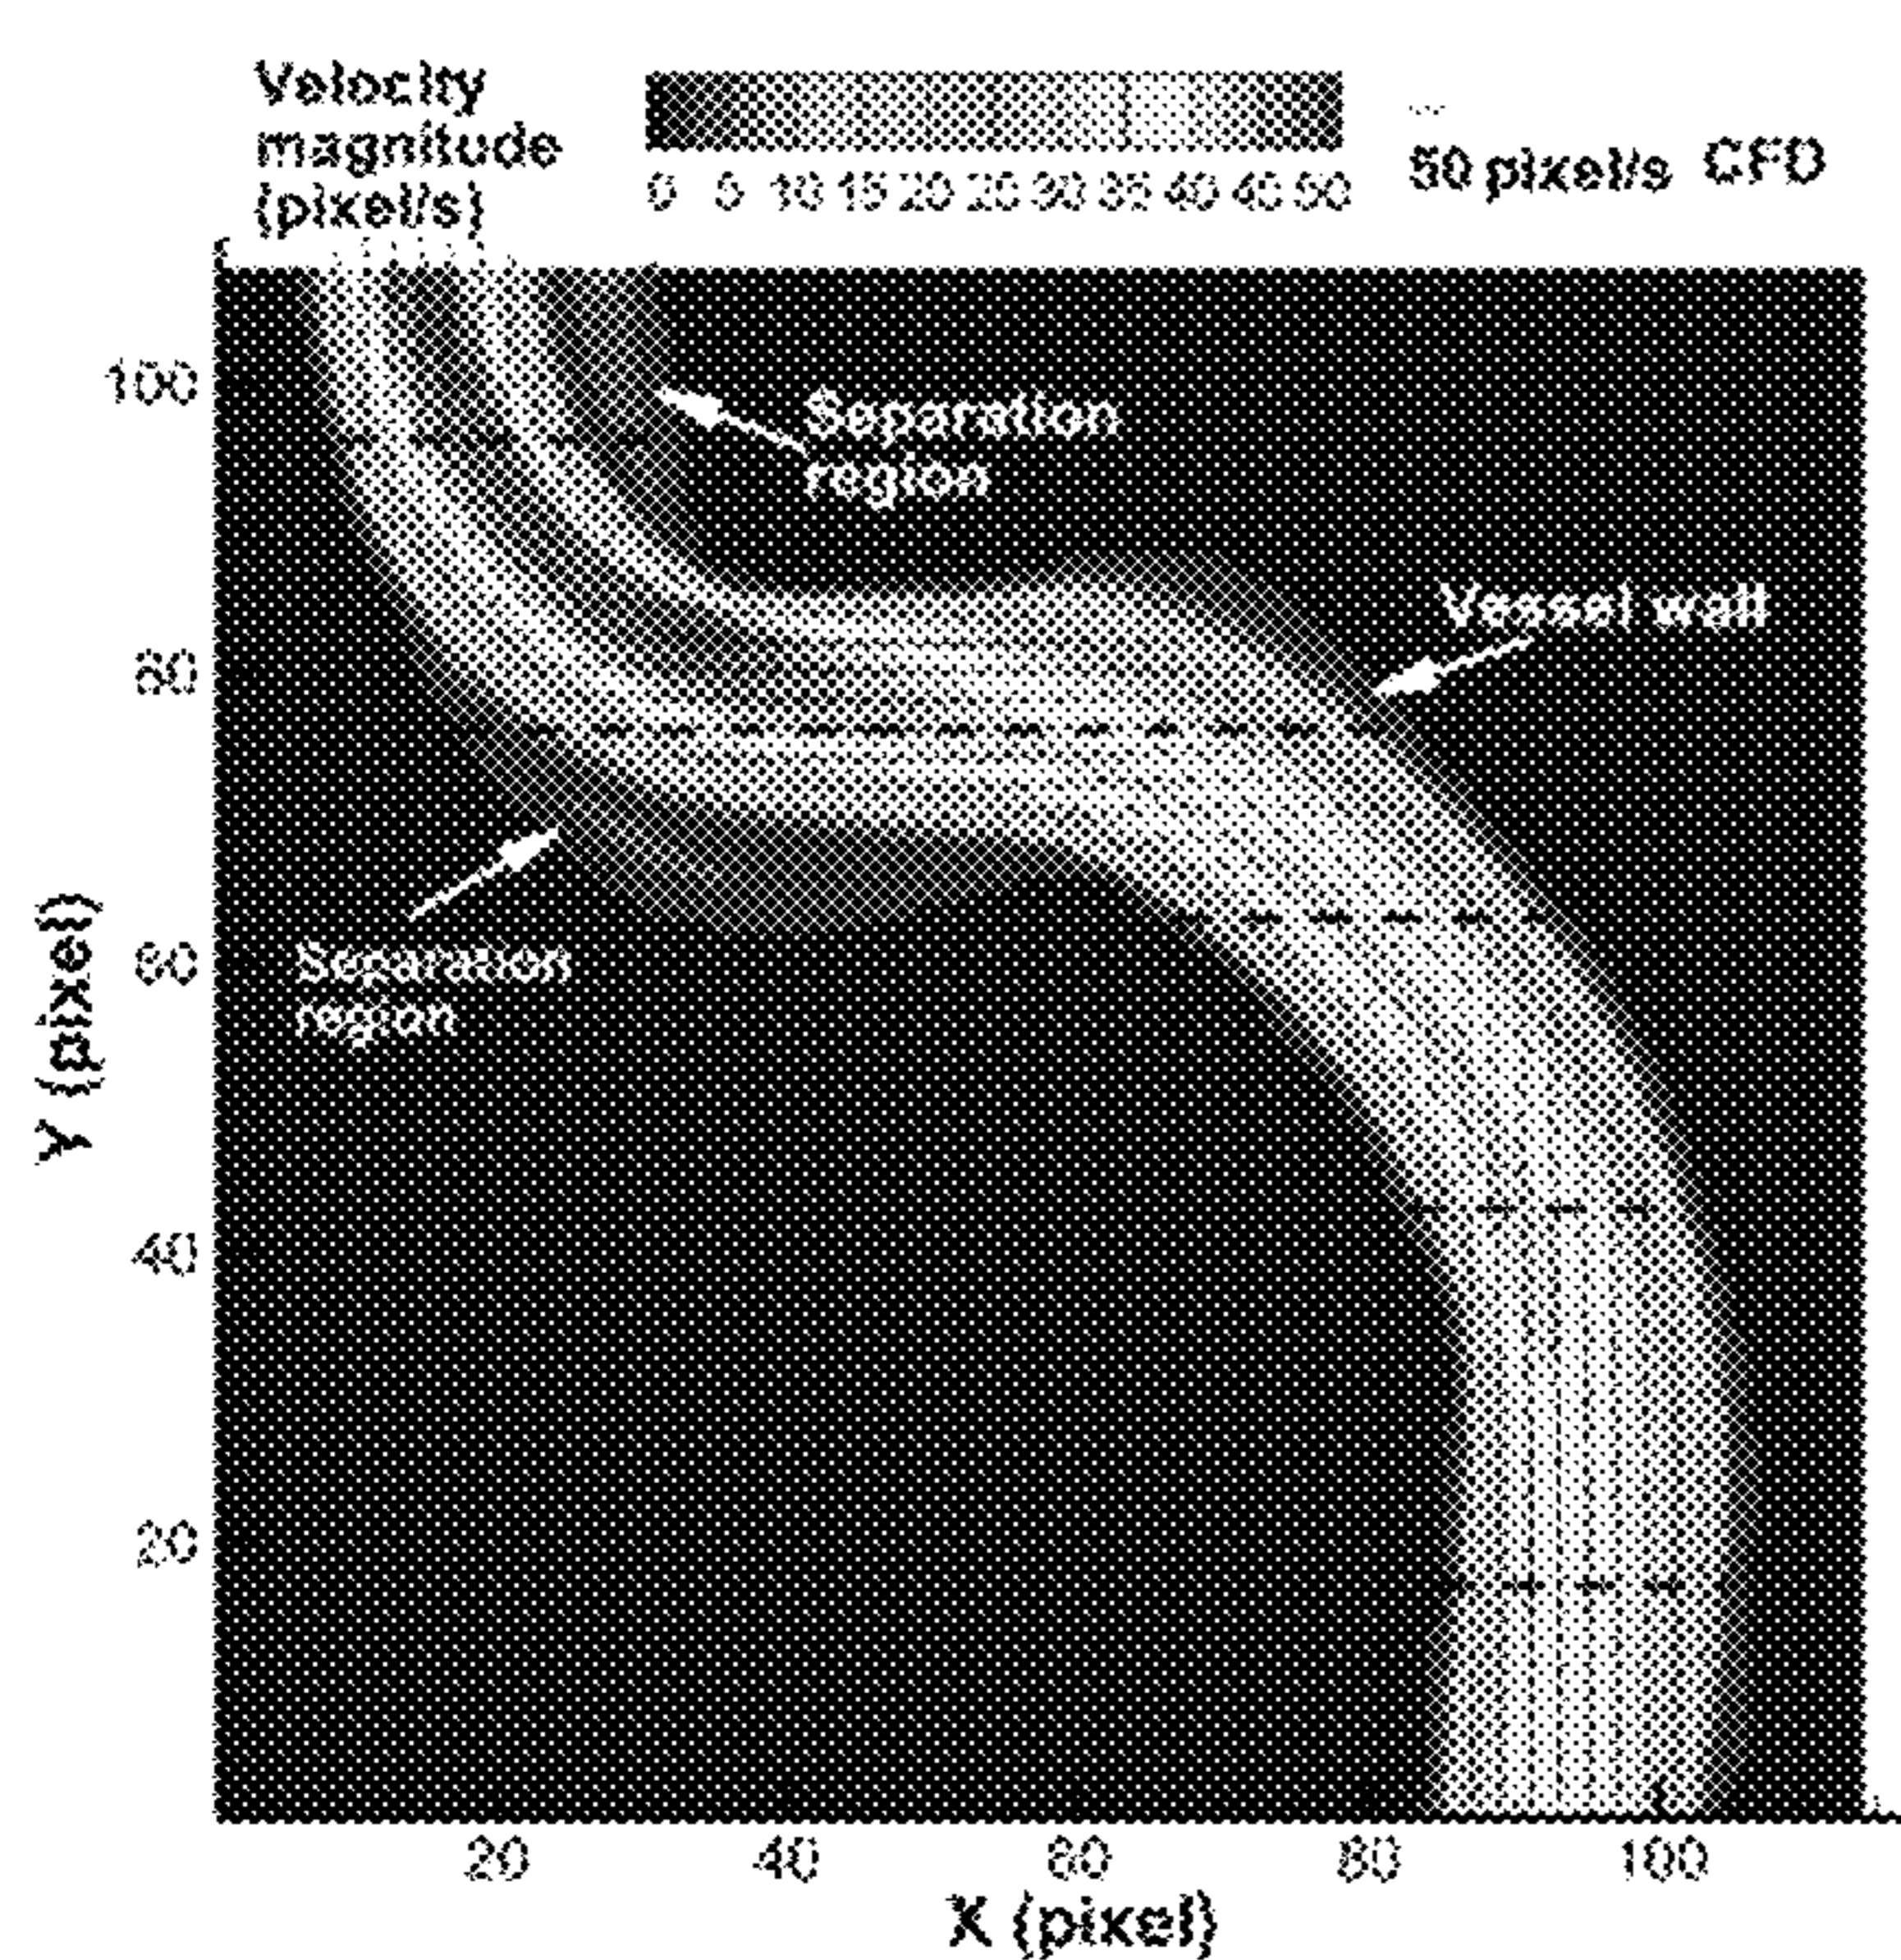 Velocity
magnitude
(pixel/s)
0 5 10 15 20 25 30 35 40 45 50
50 pixel/s CFD
100
80
60
40
20
Separation
region
Vessel wall
Separation
region
Y (pixel)
20 40 60 80 100
X (pixel)